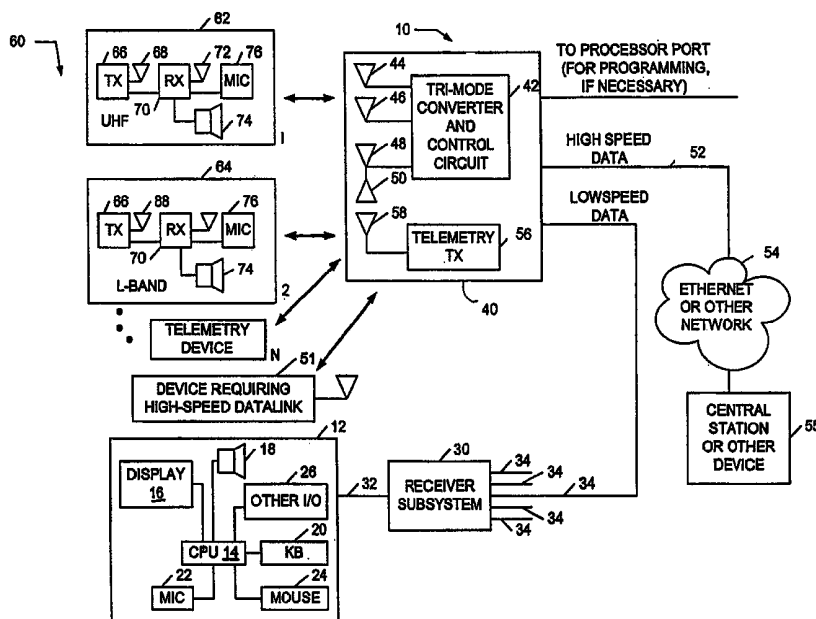 60
62
66 68 72 76
TX RX MIC
70
UHF
74
1
64
66 68 76
TX RX MIC
70
74
L-BAND
2
TELEMETRY
DEVICE
N
51
DEVICE REQUIRING
HIGH-SPEED DATALINK
10
44
46
48
50
58
TRI-MODE
CONVERTER
AND
CONTROL
CIRCUIT
42
TELEMETRY
TX
56
40
TO PROCESSOR PORT
(FOR PROGRAMMING,
IF NECESSARY)
HIGH SPEED
DATA
52
LOWSPEED
DATA
54
ETHERNET
OR OTHER
NETWORK
CENTRAL
STATION
OR OTHER
DEVICE
55
12
18
DISPLAY
16
26
OTHER I/O
CPU 14
20
KB
22
MIC
24
MOUSE
32
30
RECEIVER
SUBSYSTEM
34
34
34
34
34